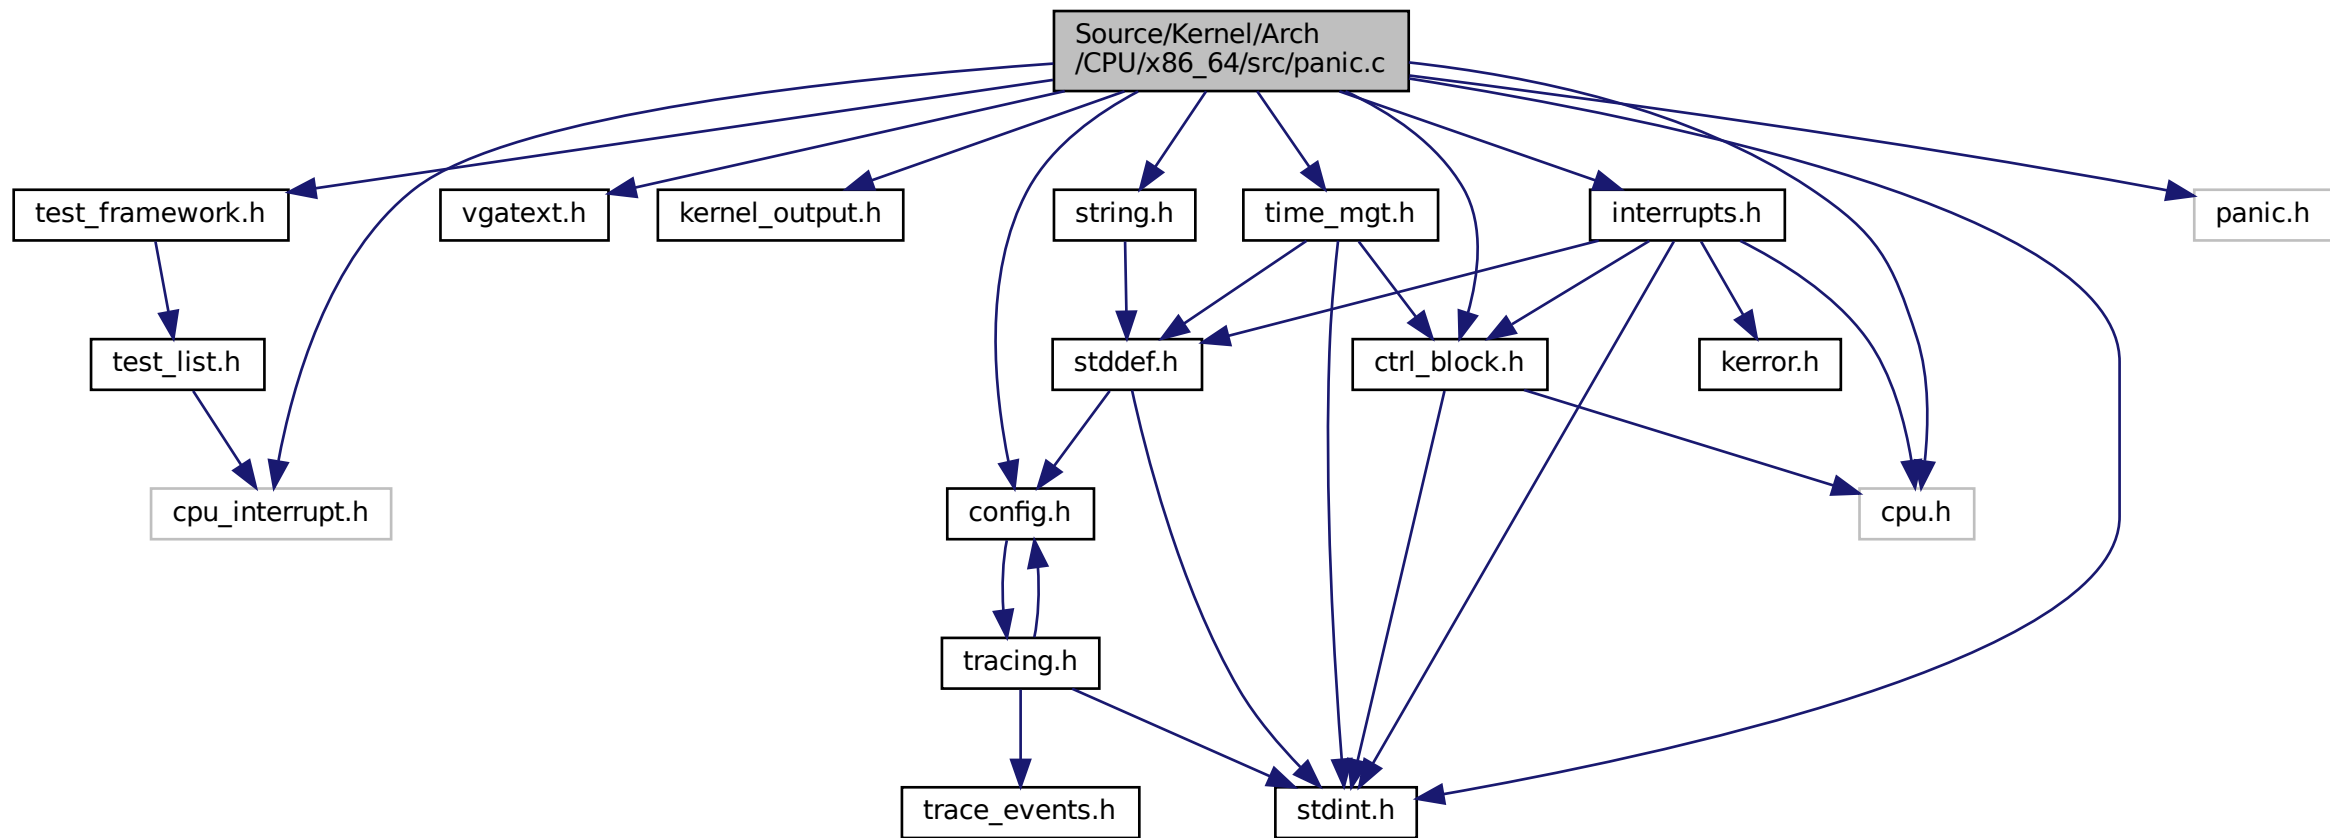 Source/Kernel/Arch
/CPU/x86_64/src/panic.c
test_framework.h
vgatext.h
kernel_output.h
string.h
time_mgt.h
interrupts.h
panic.h
test_list.h
stddef.h
ctrl_block.h
kerror.h
cpu_interrupt.h
config.h
cpu.h
tracing.h
trace_events.h
stdint.h